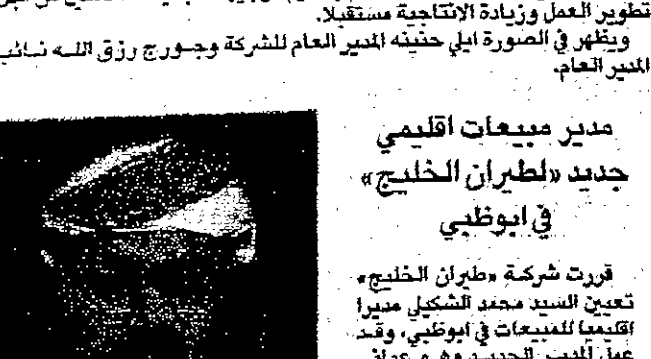 تطوير العمل وزيادة الانتاجية مستقبلا.
ويظهر في الصورة ايلي حنينه المدير العام للشركة وجورج رزق الله نائب
المدير العام.
مدير مبيعات اقليمي
جديد «لطيران الخليج»
في ابوظبي
قررت شركة «طيران الخليج»
تعيين السيد محمد الشكيلي مديرا
اقليميا للمبيعات في ابوظبي، وقد
عمل المدير الجديد